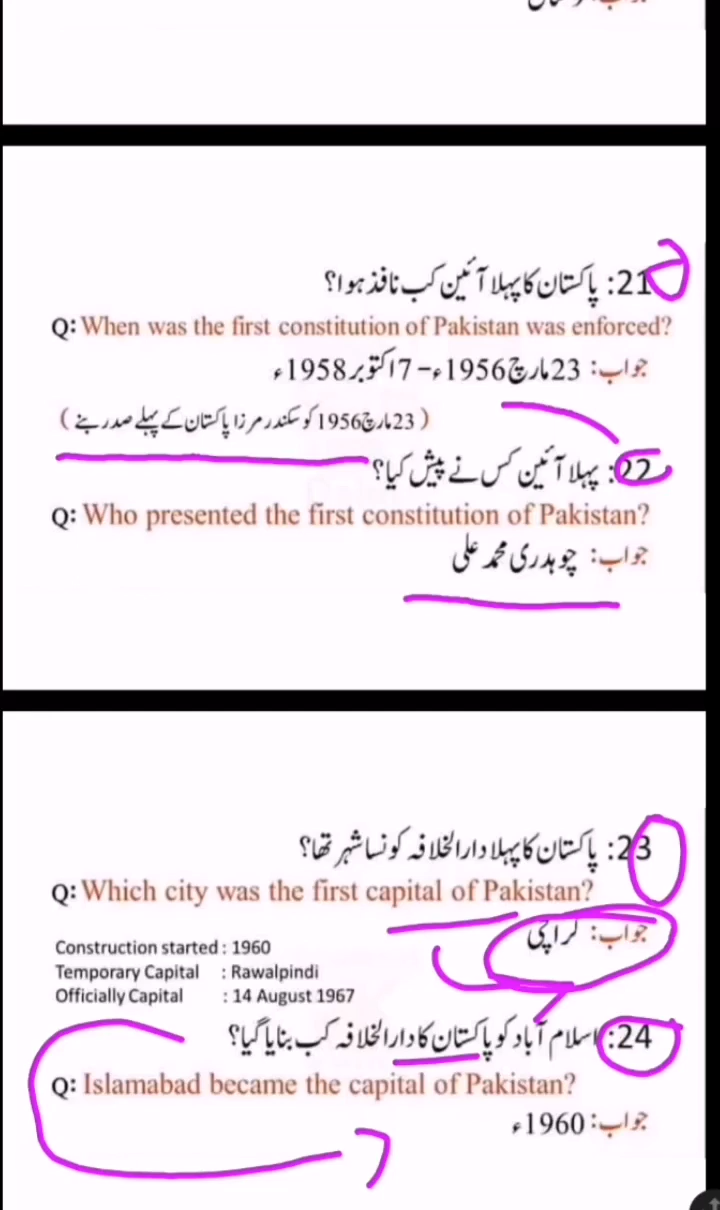 21: پاکستان کا پہلا آئین کب نافذ ہوا؟
Q: When was the first constitution of Pakistan was enforced?
جواب: 23 مارچ 1956ء - 7 اکتوبر 1958ء
( 23 مارچ 1956 کو سکندر مرزا پاکستان کے پہلے صدر بنے )
22: پہلا آئین کس نے پیش کیا؟
Q: Who presented the first constitution of Pakistan?
جواب: چوہدری محمد علی
23: پاکستان کا پہلا دارالخلافہ کونسا شہر تھا؟
Q: Which city was the first capital of Pakistan?
جواب: کراچی
Construction started : 1960
Temporary Capital : Rawalpindi
Officially Capital : 14 August 1967
24: اسلام آباد کو پاکستان کا دارالخلافہ کب بنایا گیا؟
Q: Islamabad became the capital of Pakistan?
جواب: 1960ء